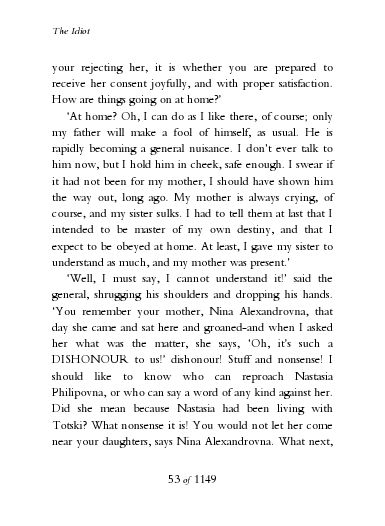 The Idiot
your rejecting her, it is whether you are prepared to
receive her consent joyfully, and with proper satisfaction.
How are things going on at home?’
‘At home? Oh, I can do as I like there, of course; only
my father will make a fool of himself, as usual. He is
rapidly becoming a general nuisance. I don’t ever talk to
him now, but I hold him in cheek, safe enough. I swear if
it had not been for my mother, I should have shown him
the way out, long ago. My mother is always crying, of
course, and my sister sulks. I had to tell them at last that I
intended to be master of my own destiny, and that I
expect to be obeyed at home. At least, I gave my sister to
understand as much, and my mother was present.’
‘Well, I must say, I cannot understand it!’ said the
general, shrugging his shoulders and dropping his hands.
‘You remember your mother, Nina Alexandrovna, that
day she came and sat here and groaned–and when I asked
her what was the matter, she says, ‘Oh, it’s such a
DISHONOUR to us!’ dishonour! Stuff and nonsense! I
should like to know who can reproach Nastasia
Philipovna, or who can say a word of any kind against her.
Did she mean because Nastasia had been living with
Totski? What nonsense it is! You would not let her come
near your daughters, says Nina Alexandrovna. What next,
53 of 1149